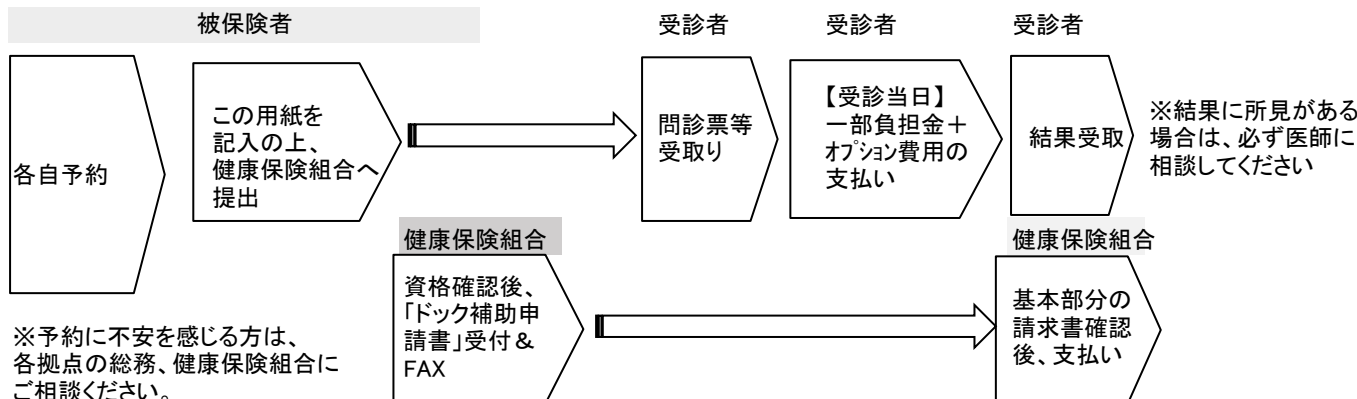 被保険者
受診者
受診者
受診者
各自予約
この用紙を
記入の上、
健康保険組合へ
提出
問診票等
受取り
【受診当日】
一部負担金＋
ｵﾌﾟｼｮﾝ費用の
支払い
結果受取
※結果に所見がある
場合は、必ず医師に
相談してください
健康保険組合
資格確認後、
「ドック補助申
請書」受付＆
FAX
健康保険組合
基本部分の
請求書確認
後、支払い
※予約に不安を感じる方は、
各拠点の総務、健康保険組合に
ご相談ください。